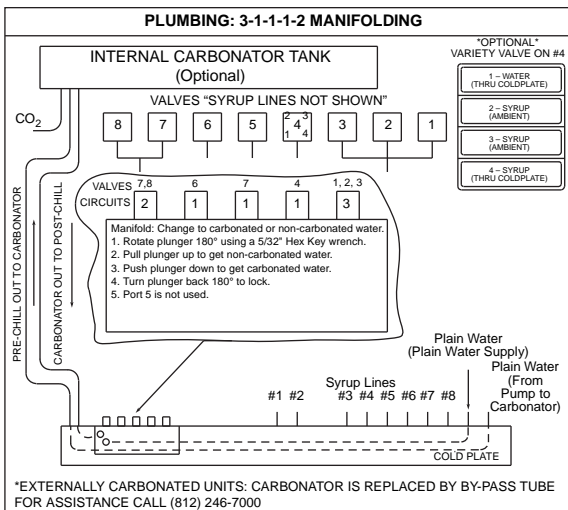 PLUMBING: 3-1-1-1-2 MANIFOLDING
INTERNAL CARBONATOR TANK
(Optional)
*OPTIONAL*
VARIETY VALVE ON #4
1 – WATER
(THRU COLDPLATE)
2 – SYRUP
(AMBIENT)
3 – SYRUP
(AMBIENT)
4 – SYRUP
(THRU COLDPLATE)
CO2
VALVES “SYRUP LINES NOT SHOWN”
8 7 6 5 2 3 4 1 4 3 2 1
VALVES 7,8 6 7 4 1, 2, 3
CIRCUITS 2 1 1 1 3
Manifold: Change to carbonated or non-carbonated water.
1. Rotate plunger 180° using a 5/32" Hex Key wrench.
2. Pull plunger up to get non-carbonated water.
3. Push plunger down to get carbonated water.
4. Turn plunger back 180° to lock.
5. Port 5 is not used.
PRE-CHILL OUT TO CARBONATOR
CARBONATOR OUT TO POST-CHILL
Plain Water
(Plain Water Supply)
Plain Water
(From
Pump to
Carbonator)
Syrup Lines
#1 #2 #3 #4 #5 #6 #7 #8
COLD PLATE
*EXTERNALLY CARBONATED UNITS: CARBONATOR IS REPLACED BY BY-PASS TUBE
FOR ASSISTANCE CALL (812) 246-7000